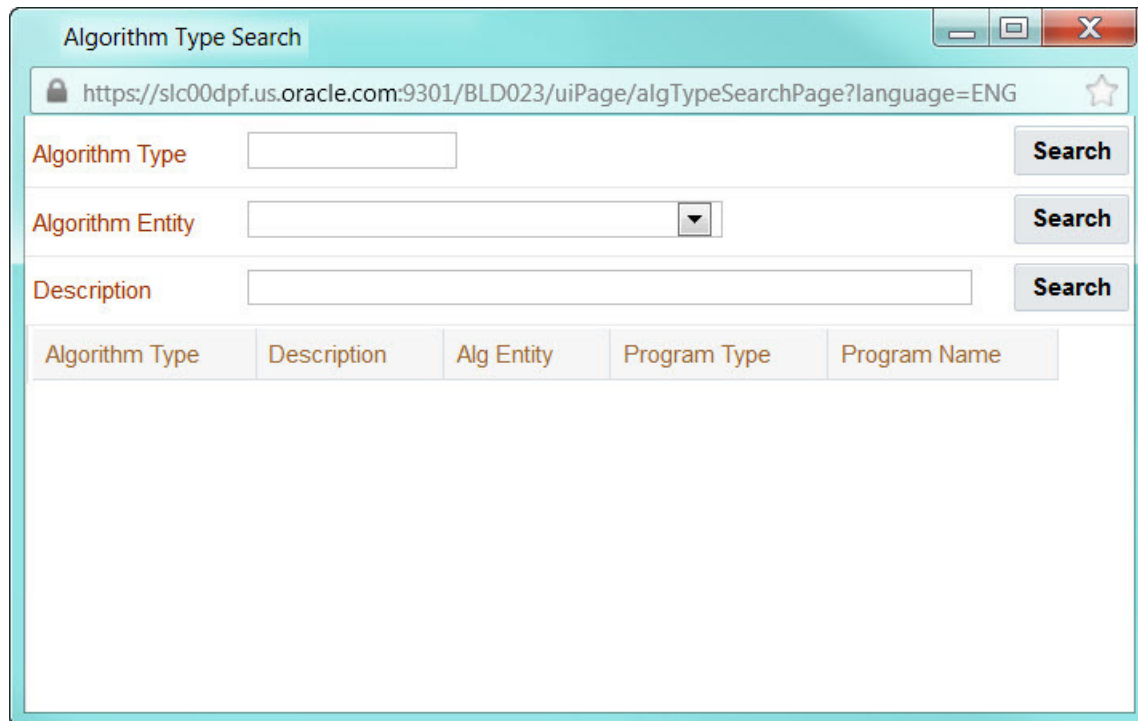 Algorithm Type Search
https://slc00dpf.us.oracle.com:9301/BLD023/uiPage/algTypeSearchPage?language=ENG
Algorithm Type Search
Algorithm Entity Search
Description Search
Algorithm Type Description Alg Entity Program Type Program Name